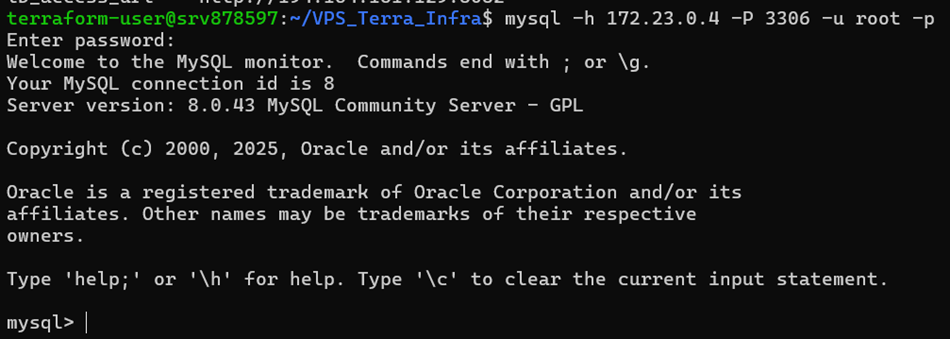 terraform-user@srv878597:~/VPS_Terra_Infra$ mysql -h 172.23.0.4 -P 3306 -u root -p
Enter password:
Welcome to the MySQL monitor.  Commands end with ; or \g.
Your MySQL connection id is 8
Server version: 8.0.43 MySQL Community Server - GPL

Copyright (c) 2000, 2025, Oracle and/or its affiliates.

Oracle is a registered trademark of Oracle Corporation and/or its
affiliates. Other names may be trademarks of their respective
owners.

Type 'help;' or '\h' for help. Type '\c' to clear the current input statement.

mysql>